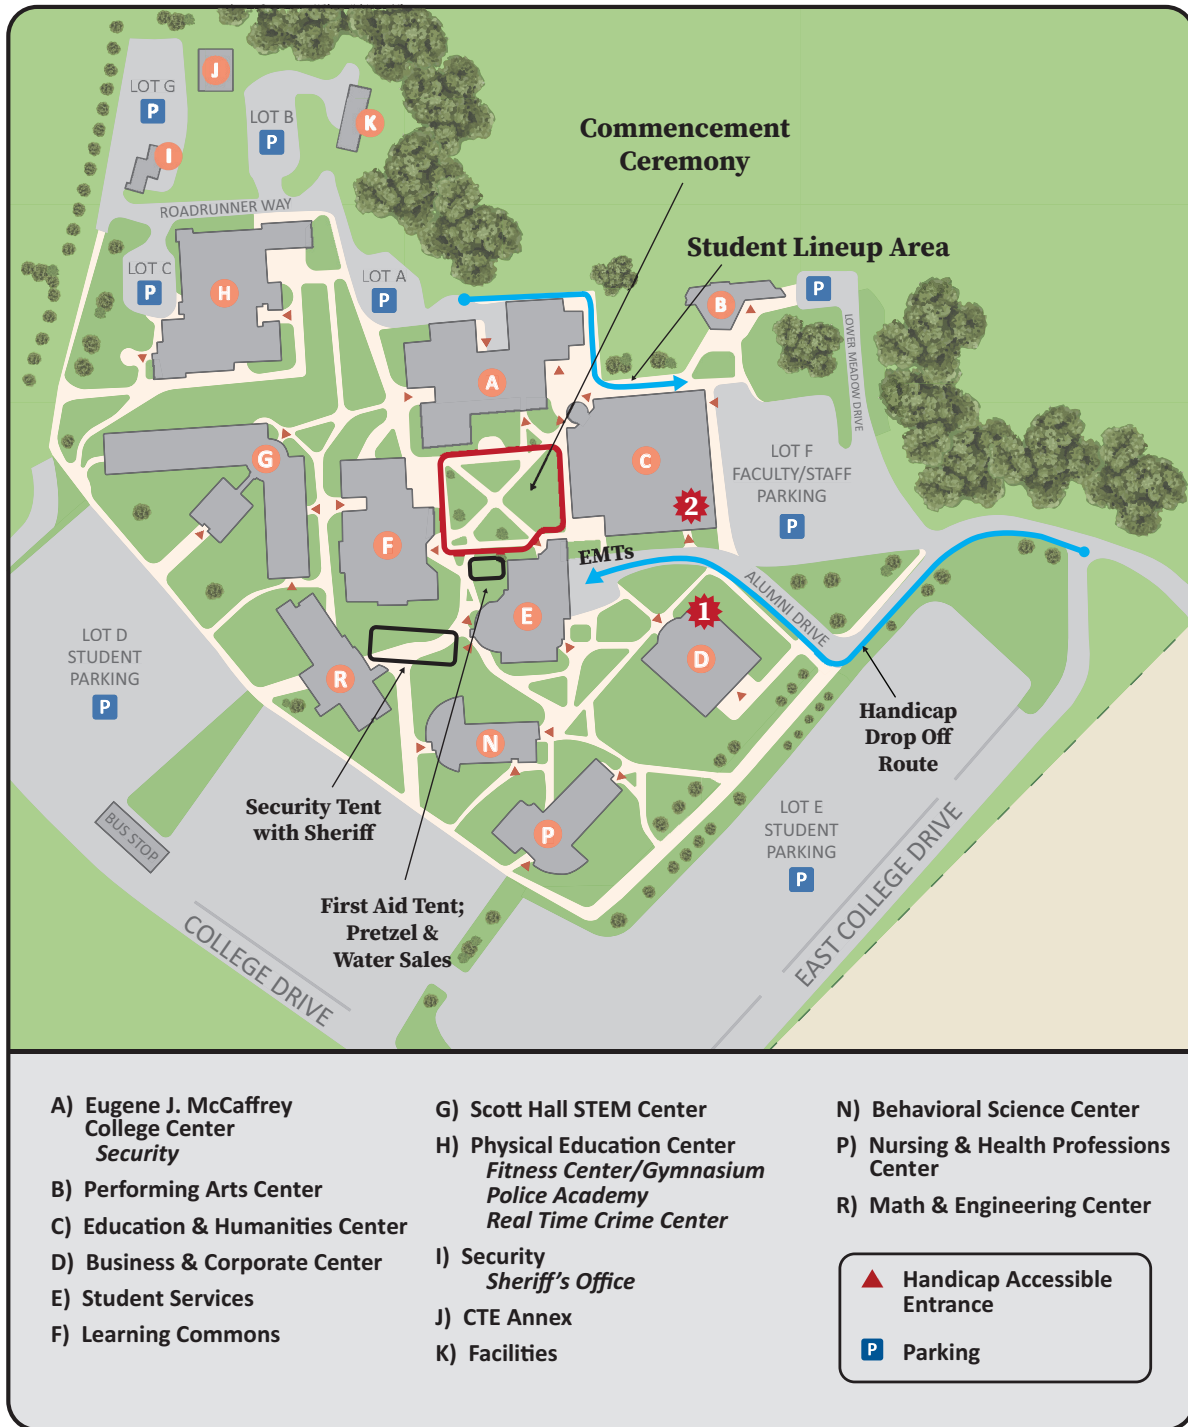 J
LOT G
P
LOT B
P
K
I
Commencement
Ceremony
ROADRUNNER WAY
Student Lineup Area
LOT C
P
H
LOT A
P
B
P
LOWER MEADOW DRIVE
A
G
C
LOT F
FACULTY/STAFF
PARKING
P
2
F
EMTs
ALUMNI DRIVE
1
E
D
LOT D
STUDENT
PARKING
P
R
Handicap
Drop Off
Route
N
Security Tent
with Sheriff
BUS STOP
P
LOT E
STUDENT
PARKING
P
First Aid Tent;
Pretzel &
Water Sales
COLLEGE DRIVE
EAST COLLEGE DRIVE
A) Eugene J. McCaffrey
College Center
Security
B) Performing Arts Center
C) Education & Humanities Center
D) Business & Corporate Center
E) Student Services
F) Learning Commons
G) Scott Hall STEM Center
H) Physical Education Center
Fitness Center/Gymnasium
Police Academy
Real Time Crime Center
I) Security
Sheriff's Office
J) CTE Annex
K) Facilities
N) Behavioral Science Center
P) Nursing & Health Professions
Center
R) Math & Engineering Center
Handicap Accessible
Entrance
P Parking